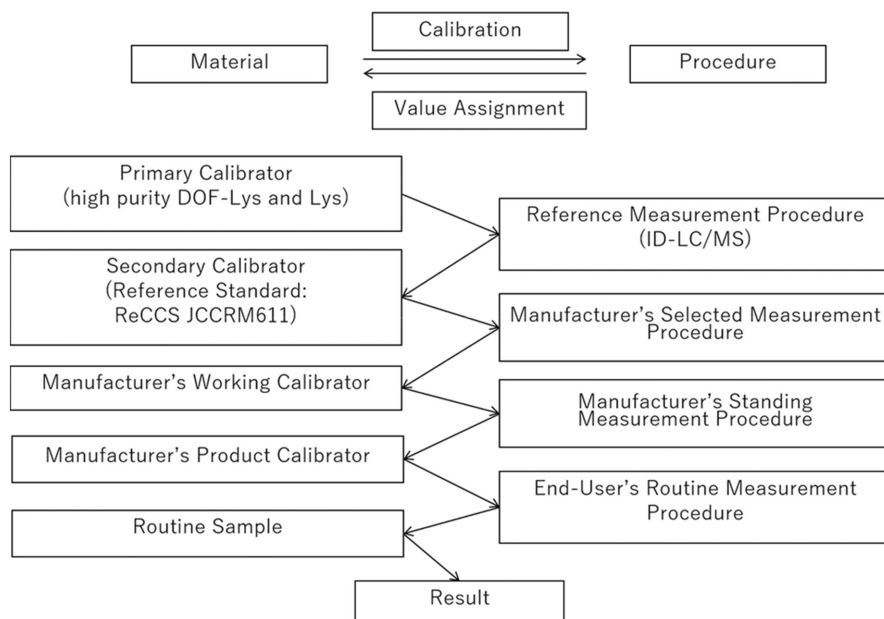 Calibration
Material
Procedure
Value Assignment
Primary Calibrator
(high purity DOF-Lys and Lys)
Reference Measurement Procedure
(ID-LC/MS)
Secondary Calibrator
(Reference Standard:
ReCCS JCCRM611)
Manufacturer's Selected Measurement
Procedure
Manufacturer's Working Calibrator
Manufacturer's Standing
Measurement Procedure
Manufacturer's Product Calibrator
End-User's Routine Measurement
Procedure
Routine Sample
Result